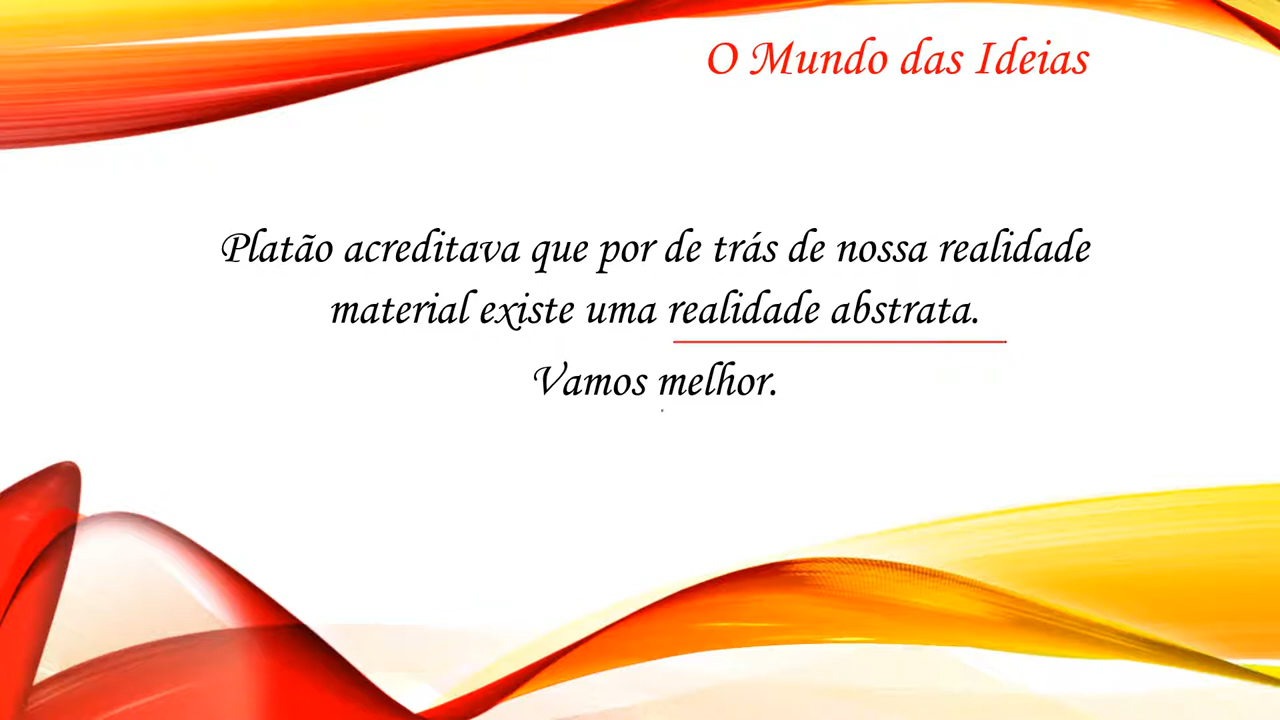 O Mundo das Ideias
Platão acreditava que por de trás de nossa realidade
material existe uma realidade abstrata.
Vamos melhor.